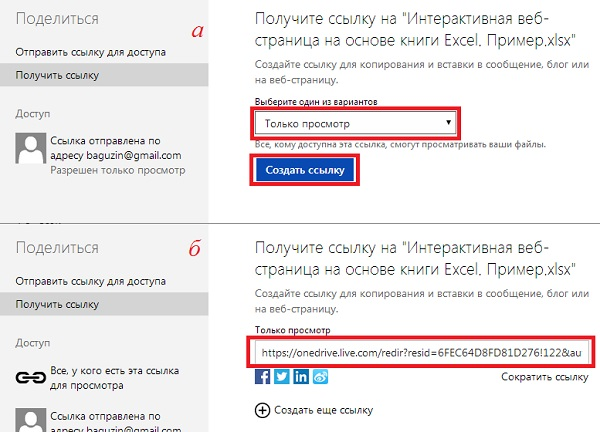 Поделиться
а
Отправить ссылку для доступа
Получить ссылку
Доступ
Ссылка отправлена по
адресу baguzin@gmail.com
Разрешен только просмотр
Получите ссылку на "Интерактивная веб-
страница на основе книги Excel. Пример.xlsx"
Создайте ссылку для копирования и вставки в сообщение, блог или
на веб-страницу.
Выберите один из вариантов
Только просмотр
Все, кому доступна эта ссылка, смогут просматривать ваши файлы.
Создать ссылку
Поделиться
б
Отправить ссылку для доступа
Получить ссылку
Доступ
Все, у кого есть эта ссылка
для просмотра
Ссылка отправлена по
адресу baguzin@gmail.com
Получите ссылку на "Интерактивная веб-
страница на основе книги Excel. Пример.xlsx"
Создайте ссылку для копирования и вставки в сообщение, блог или
на веб-страницу.
Только просмотр
https://onedrive.live.com/redir?resid=6FEC64D8FD81D276!122&au
Сократить ссылку
Создать еще ссылку